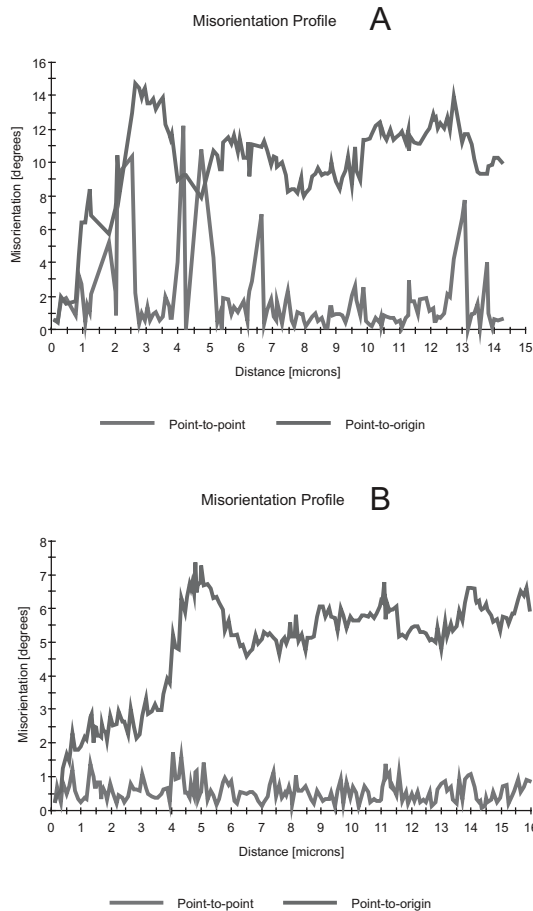 Misorientation Profile A
16
14
12
10
8
6
4
2
0
Misorientation [degrees]
0 1 2 3 4 5 6 7 8 9 10 11 12 13 14 15
Distance [microns]
Point-to-point Point-to-origin
Misorientation Profile B
8
7
6
5
4
3
2
1
0
Misorientation [degrees]
0 1 2 3 4 5 6 7 8 9 10 11 12 13 14 15 16
Distance [microns]
Point-to-point Point-to-origin